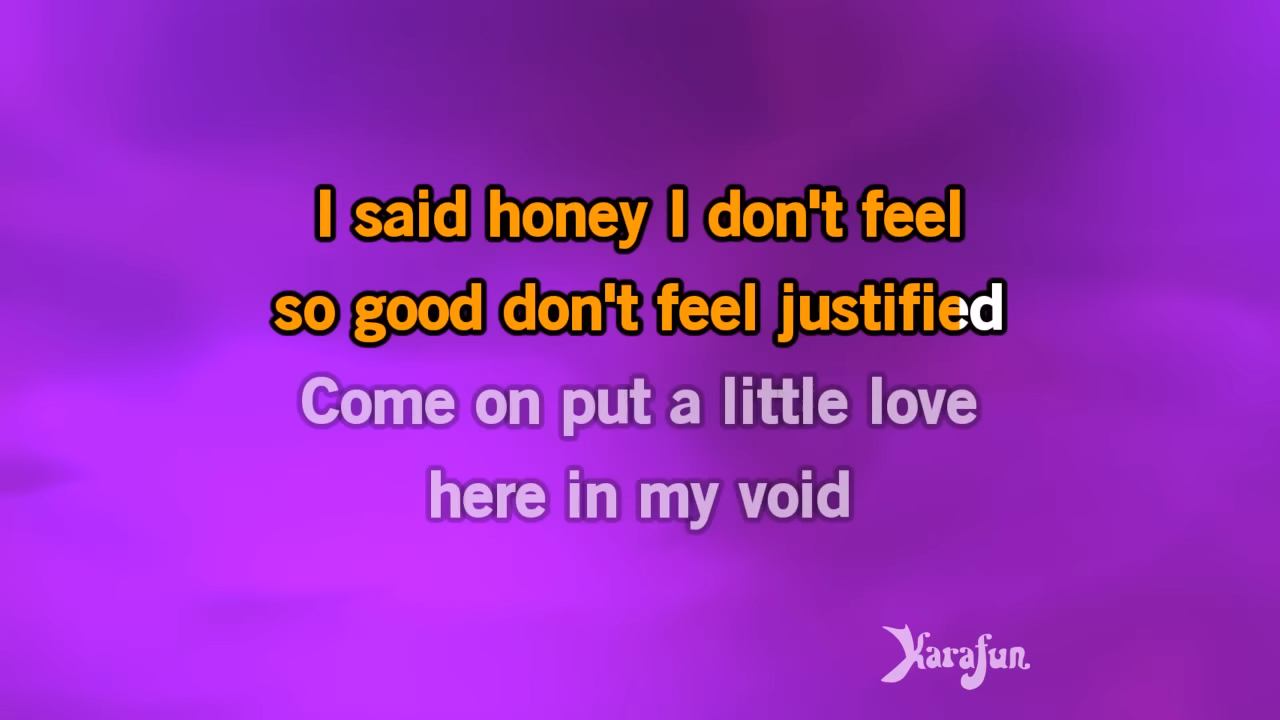 I said honey I don't feel
so good don't feel justified
Come on put a little love
here in my void
Karafun